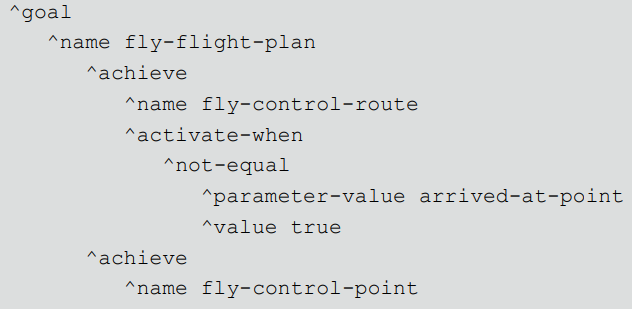 ^goal
^name fly-flight-plan
^achieve
^name fly-control-route
^activate-when
^not-equal
^parameter-value arrived-at-point
^value true
^achieve
^name fly-control-point